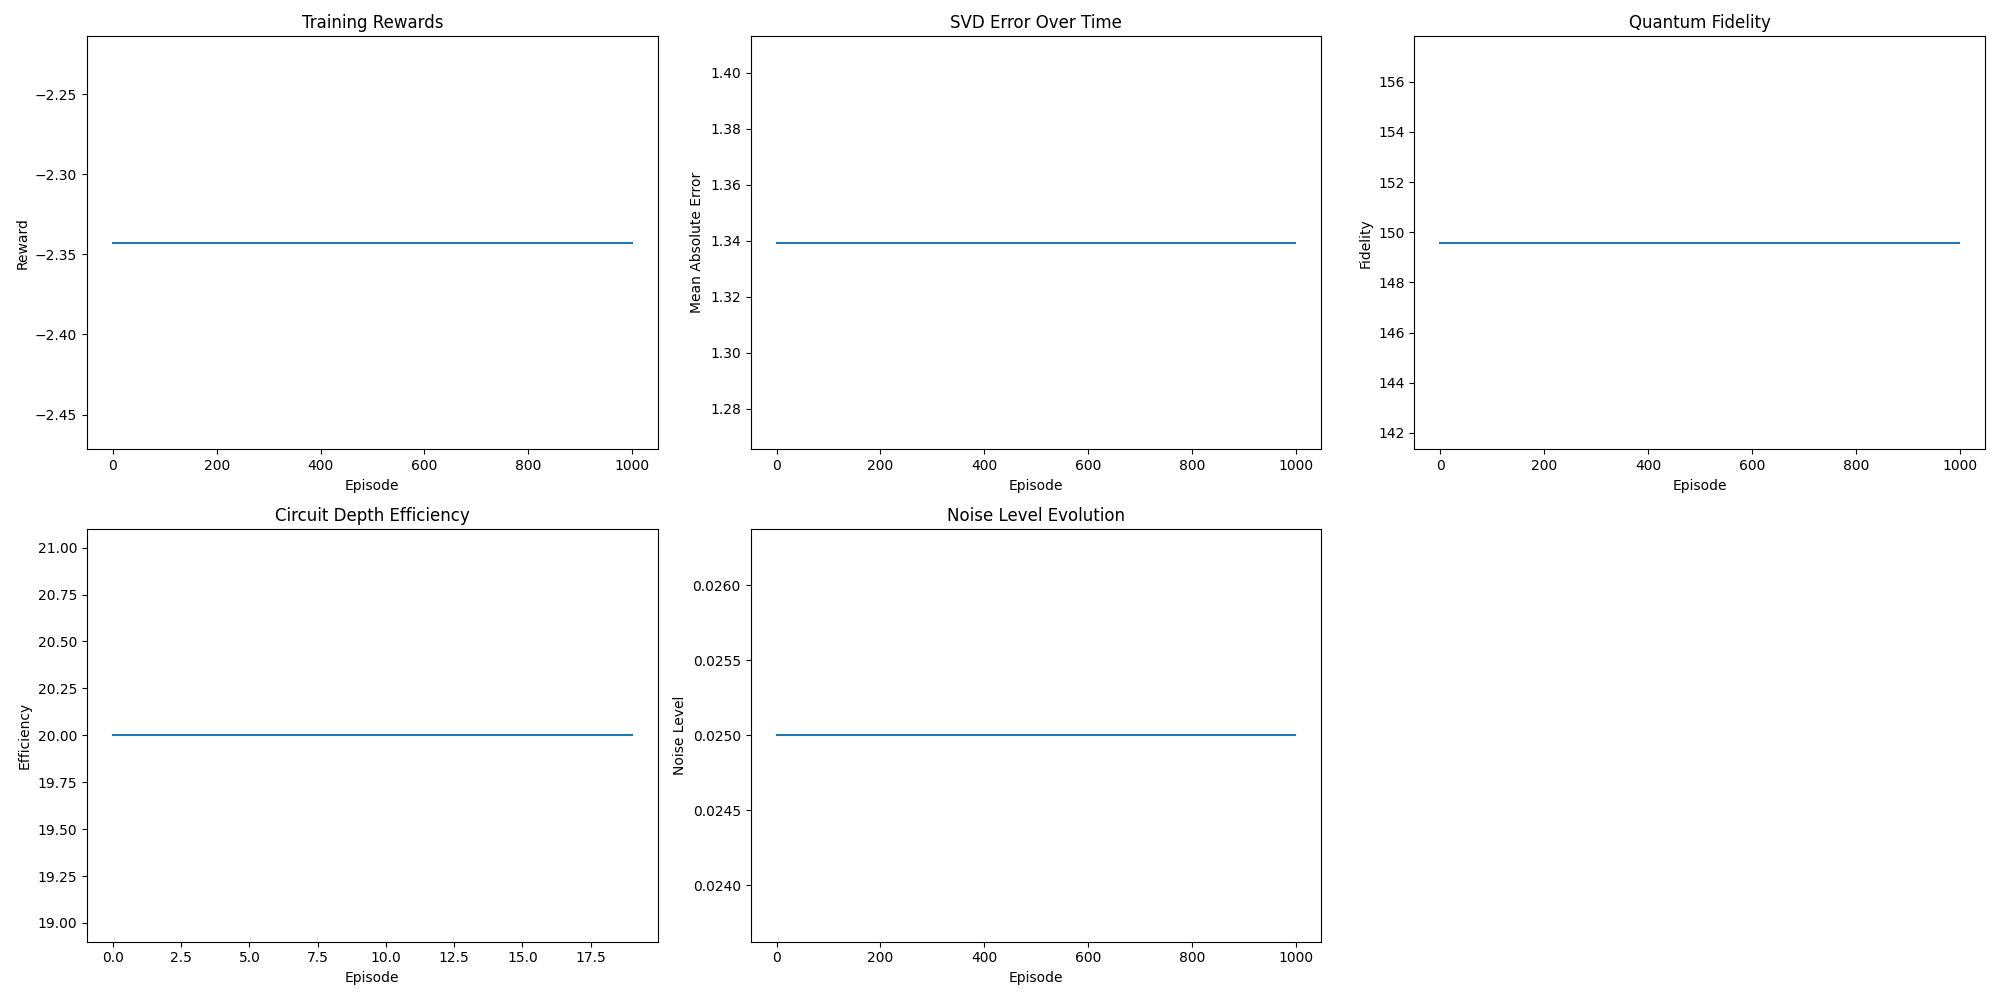 Training Rewards
Reward
−2.25
−2.30
−2.35
−2.40
−2.45
0 200 400 600 800 1000
Episode
SVD Error Over Time
Mean Absolute Error
1.40
1.38
1.36
1.34
1.32
1.30
1.28
0 200 400 600 800 1000
Episode
Quantum Fidelity
Fidelity
156
154
152
150
148
146
144
142
0 200 400 600 800 1000
Episode
Circuit Depth Efficiency
Efficiency
21.00
20.75
20.50
20.25
20.00
19.75
19.50
19.25
19.00
0.0 2.5 5.0 7.5 10.0 12.5 15.0 17.5
Episode
Noise Level Evolution
Noise Level
0.0260
0.0255
0.0250
0.0245
0.0240
0 200 400 600 800 1000
Episode